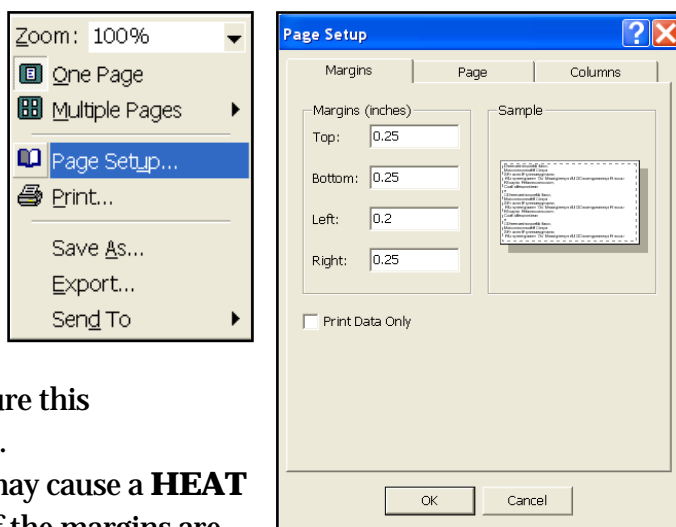 Zoom: 100%
One Page
Multiple Pages
Page Setup...
Print...
Save As...
Export...
Send To
Page Setup
Margins
Page
Columns
Margins (inches)
Top: 0.25
Bottom: 0.25
Left: 0.2
Right: 0.25
Sample
Print Data Only
OK
Cancel
ure this
.
may cause a HEAT
f the margins are